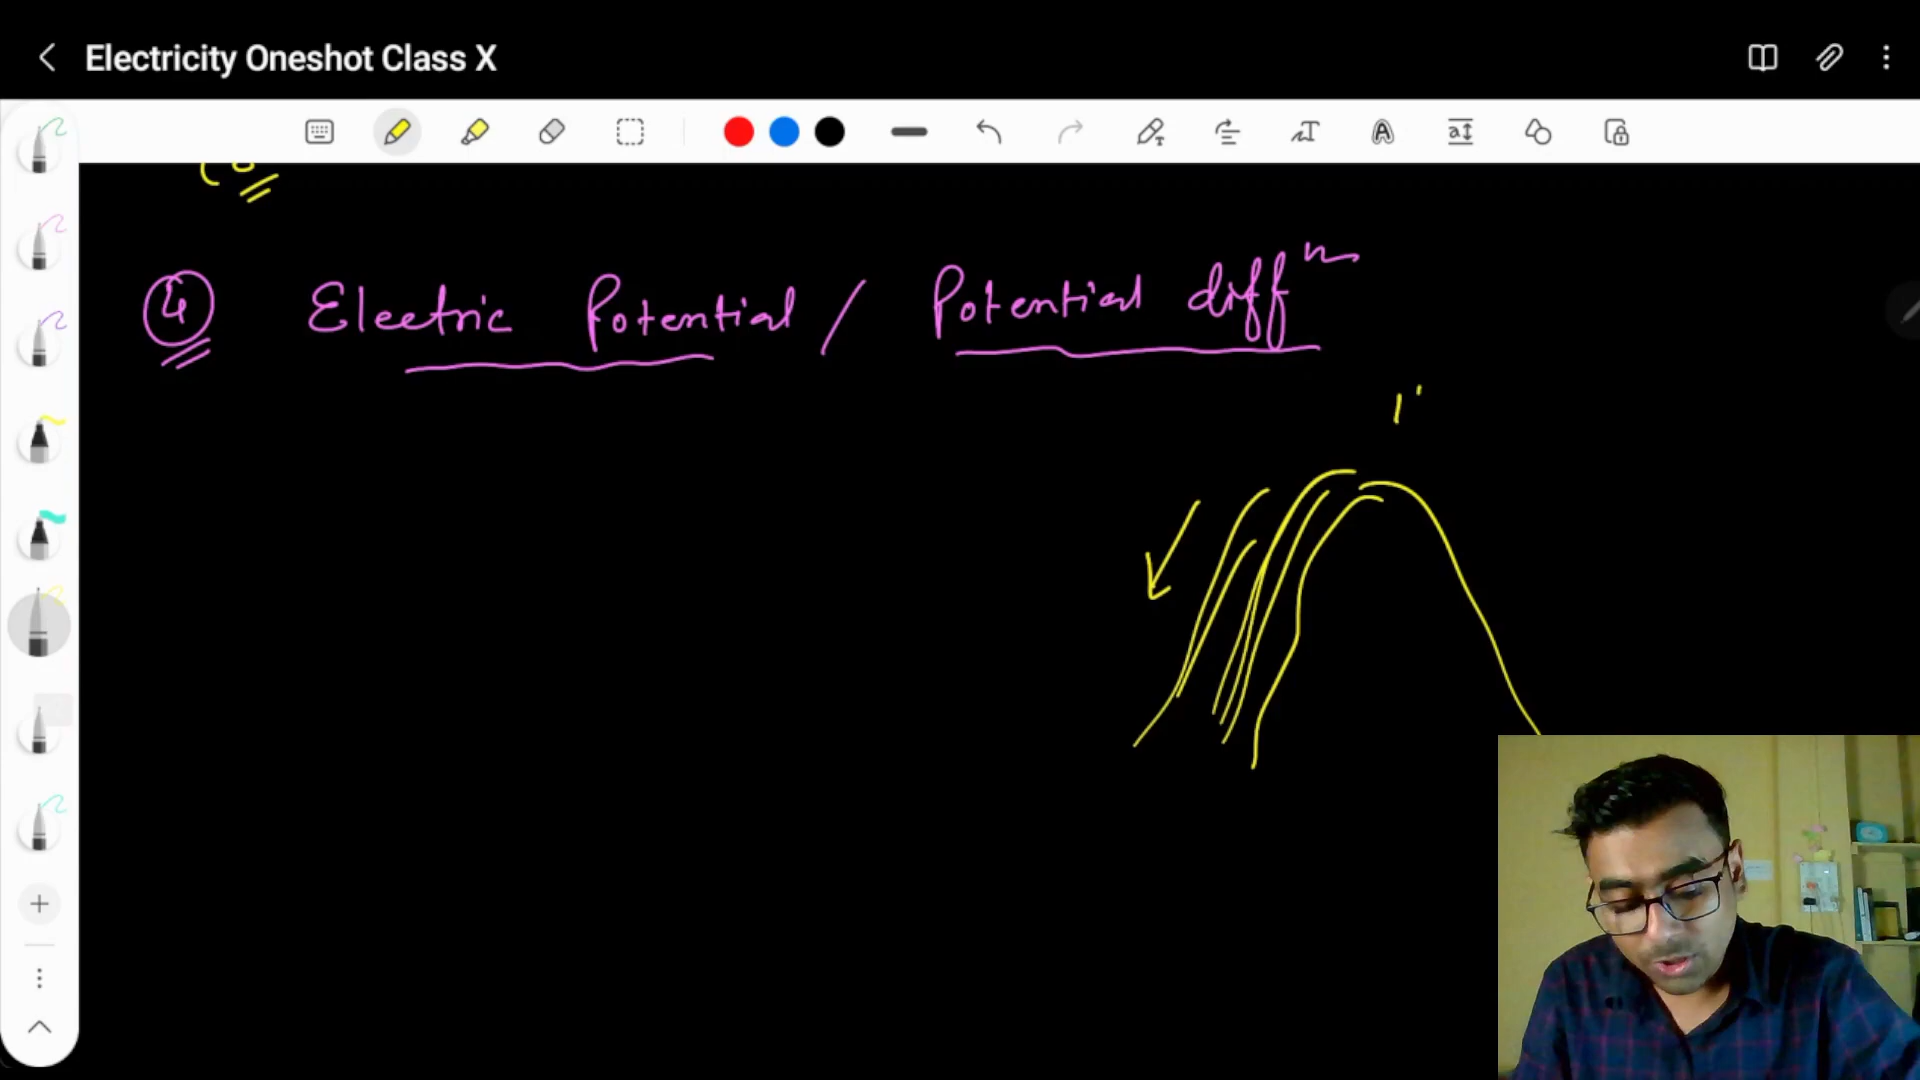 Electricity Oneshot Class X
④ Electric Potential / Potential diffⁿ